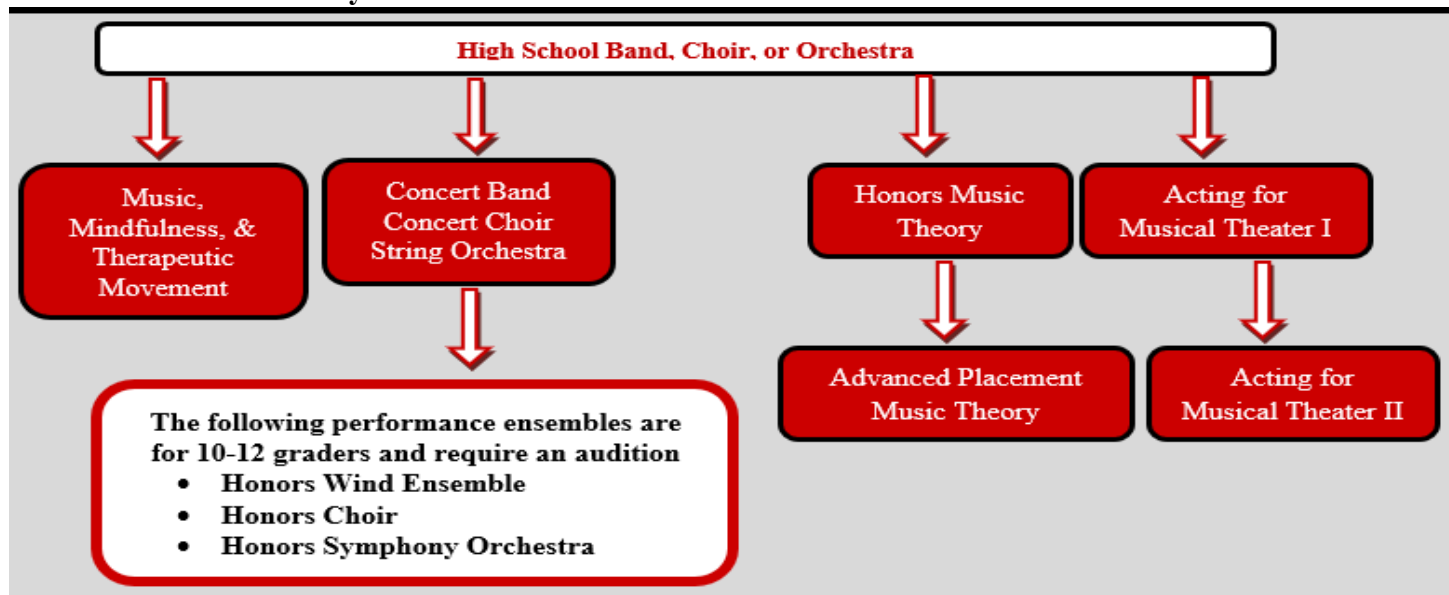 High School Band, Choir, or Orchestra
Music,
Mindfulness, &
Therapeutic
Movement
Concert Band
Concert Choir
String Orchestra
Honors Music
Theory
Acting for
Musical Theater I
Advanced Placement
Music Theory
Acting for
Musical Theater II
The following performance ensembles are
for 10-12 graders and require an audition
• Honors Wind Ensemble
• Honors Choir
• Honors Symphony Orchestra